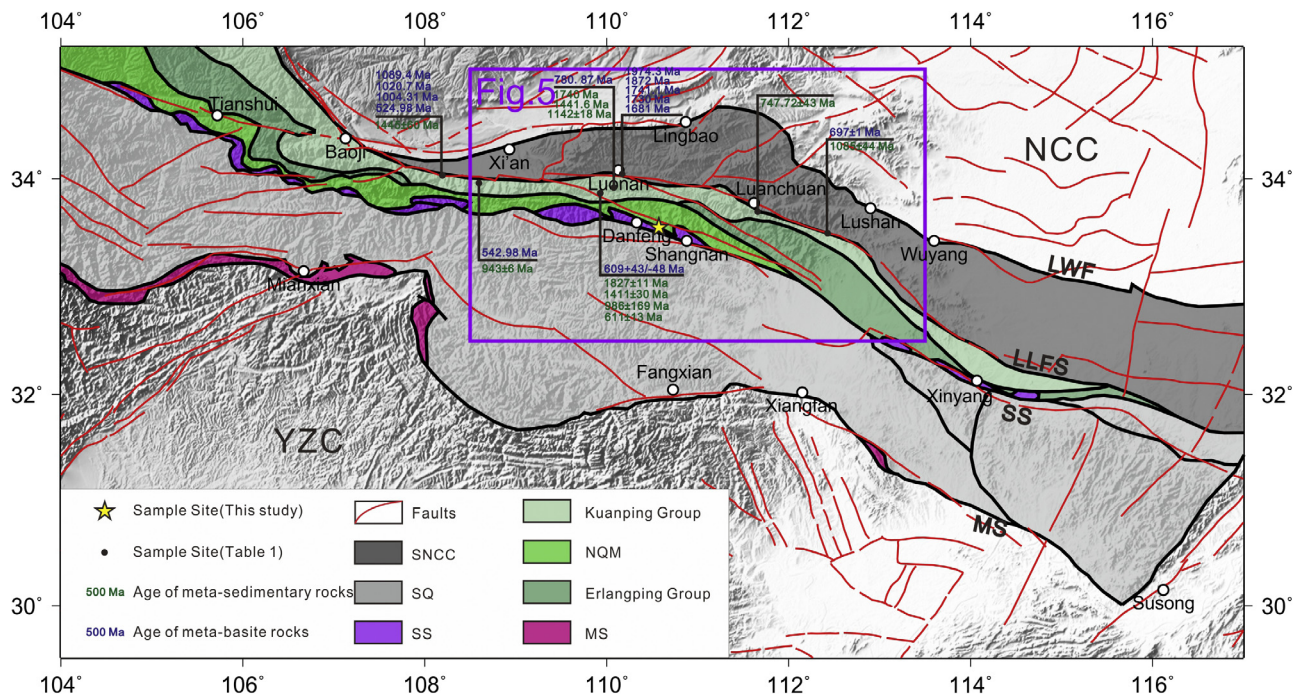 104° 106° 108° 110° 112° 114° 116°
34°
32°
30°
34°
32°
30°
Fig.5
1089.4 Ma
1020.7 Ma
1004.31 Ma
524.98 Ma
1445±60 Ma
780. 87 Ma
1740 Ma
1441.6 Ma
1142±18 Ma
1974.3 Ma
1872 Ma
1741.1 Ma
1730 Ma
1681 Ma
747.72±43 Ma
697±1 Ma
1085±44 Ma
NCC
Tianshui
Baoji
Xi'an
Lingbao
Luonan
Luanchuan
Lushan
Wuyang
LWF
Danfeng
Shangnan
542.98 Ma
943±6 Ma
609+43/-48 Ma
1827±11 Ma
1411±30 Ma
986±169 Ma
611±13 Ma
Mianxian
LLFS
Fangxian
Xiangfan
Xinyang
SS
YZC
MS
Susong
Sample Site(This study)
Sample Site(Table 1)
500 Ma Age of meta-sedimentary rocks
500 Ma Age of meta-basite rocks
Faults
SNCC
SQ
SS
Kuanping Group
NQM
Erlangping Group
MS
104° 106° 108° 110° 112° 114° 116°